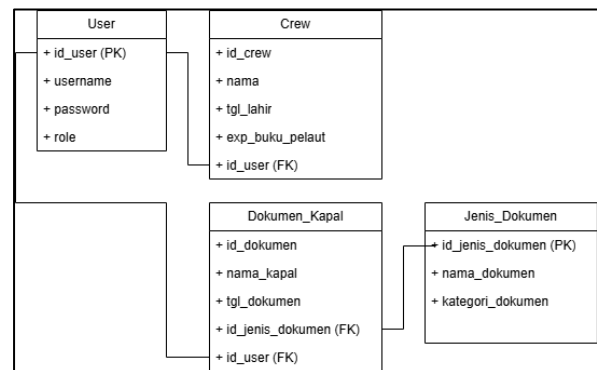 User
+ id_user (PK)
+ username
+ password
+ role
Crew
+ id_crew
+ nama
+ tgl_lahir
+ exp_buku_pelaut
+ id_user (FK)
Dokumen_Kapal
+ id_dokumen
+ nama_kapal
+ tgl_dokumen
+ id_jenis_dokumen (FK)
+ id_user (FK)
Jenis_Dokumen
+ id_jenis_dokumen (PK)
+ nama_dokumen
+ kategori_dokumen